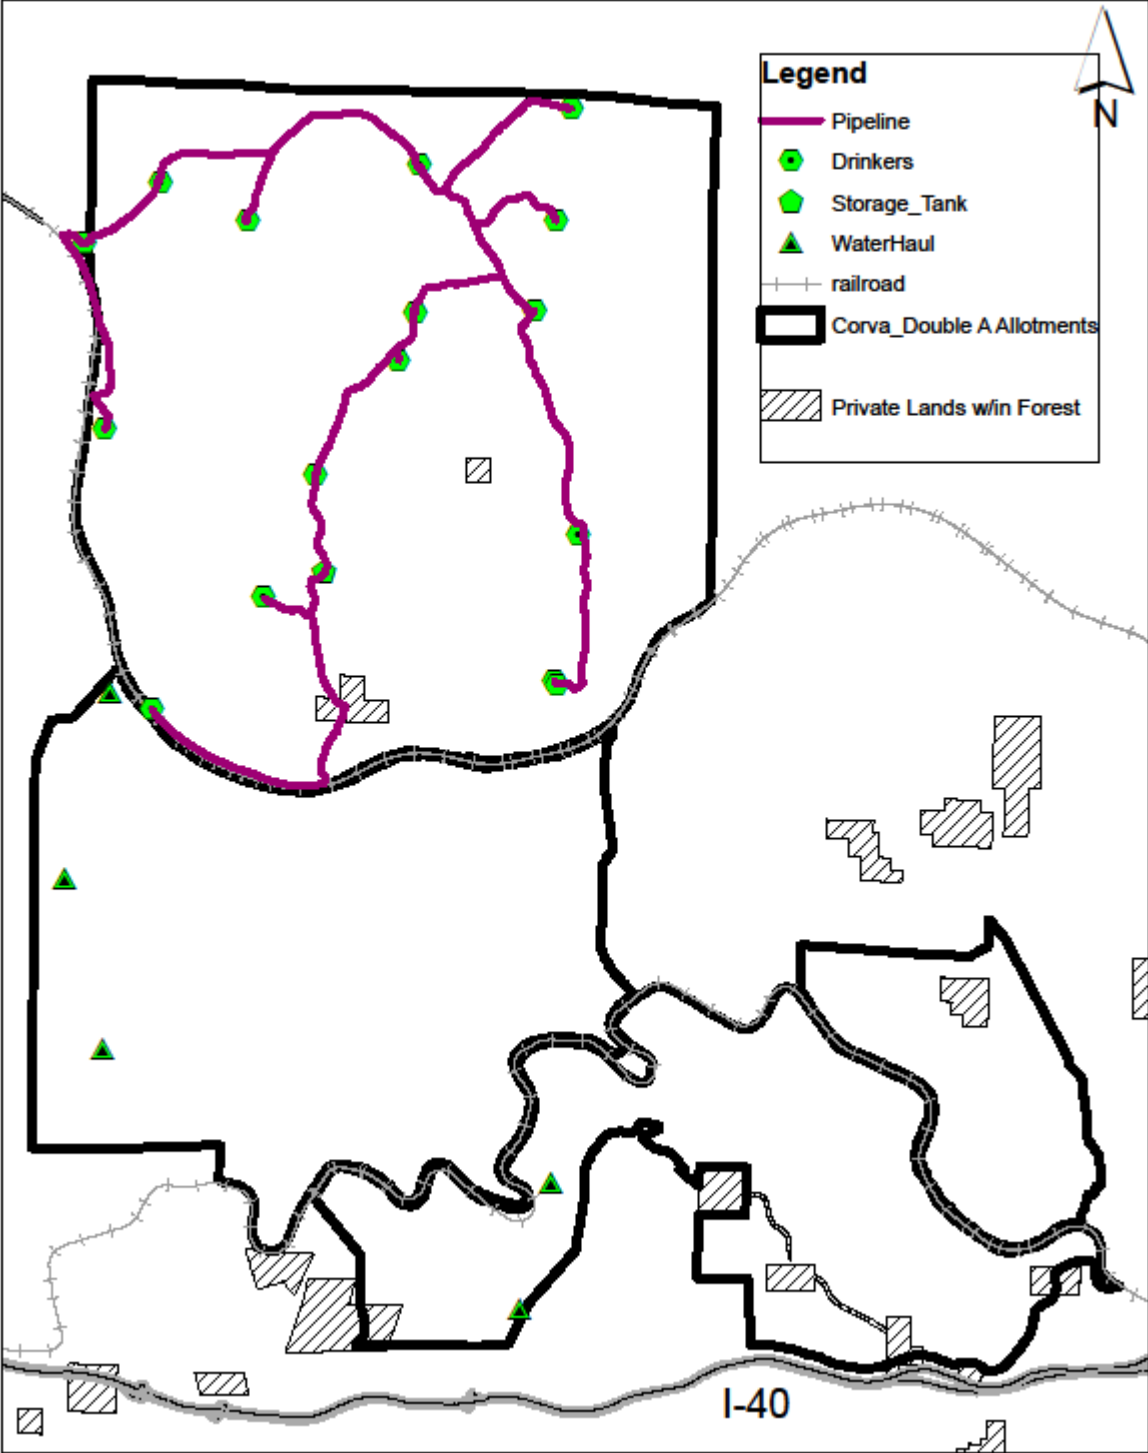 Legend
N
Pipeline
Drinkers
Storage_Tank
WaterHaul
railroad
Corva_Double A Allotments
Private Lands w/in Forest
I-40